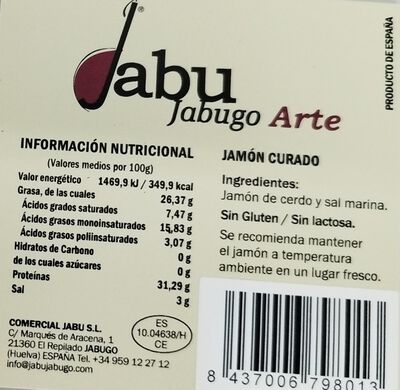 Jabu
Jabugo Arte
PRODUCTO DE ESPAÑA
INFORMACIÓN NUTRICIONAL
(Valores medios por 100g)
Valor energético 1469,9 kJ / 349,9 kcal
Grasa, de las cuales 26,37 g
Ácidos grados saturados 7,47 g
Ácidos grasos monoinsaturados 15,83 g
Ácidos grasos poliinsaturados 3,07 g
Hidratos de Carbono 0 g
de los cuales azúcares 0 g
Proteínas 31,29 g
Sal 3 g
COMERCIAL JABU S.L.
C/ Marqués de Aracena, 1
21360 El Repilado JABUGO
(Huelva) ESPAÑA Tel. +34 959 12 27 12
info@jabujabugo.com
ES
10.04638/H
CE
JAMÓN CURADO
Ingredientes:
Jamón de cerdo y sal marina.
Sin Gluten / Sin lactosa.
Se recomienda mantener
el jamón a temperatura
ambiente en un lugar fresco.
8 437006 798013